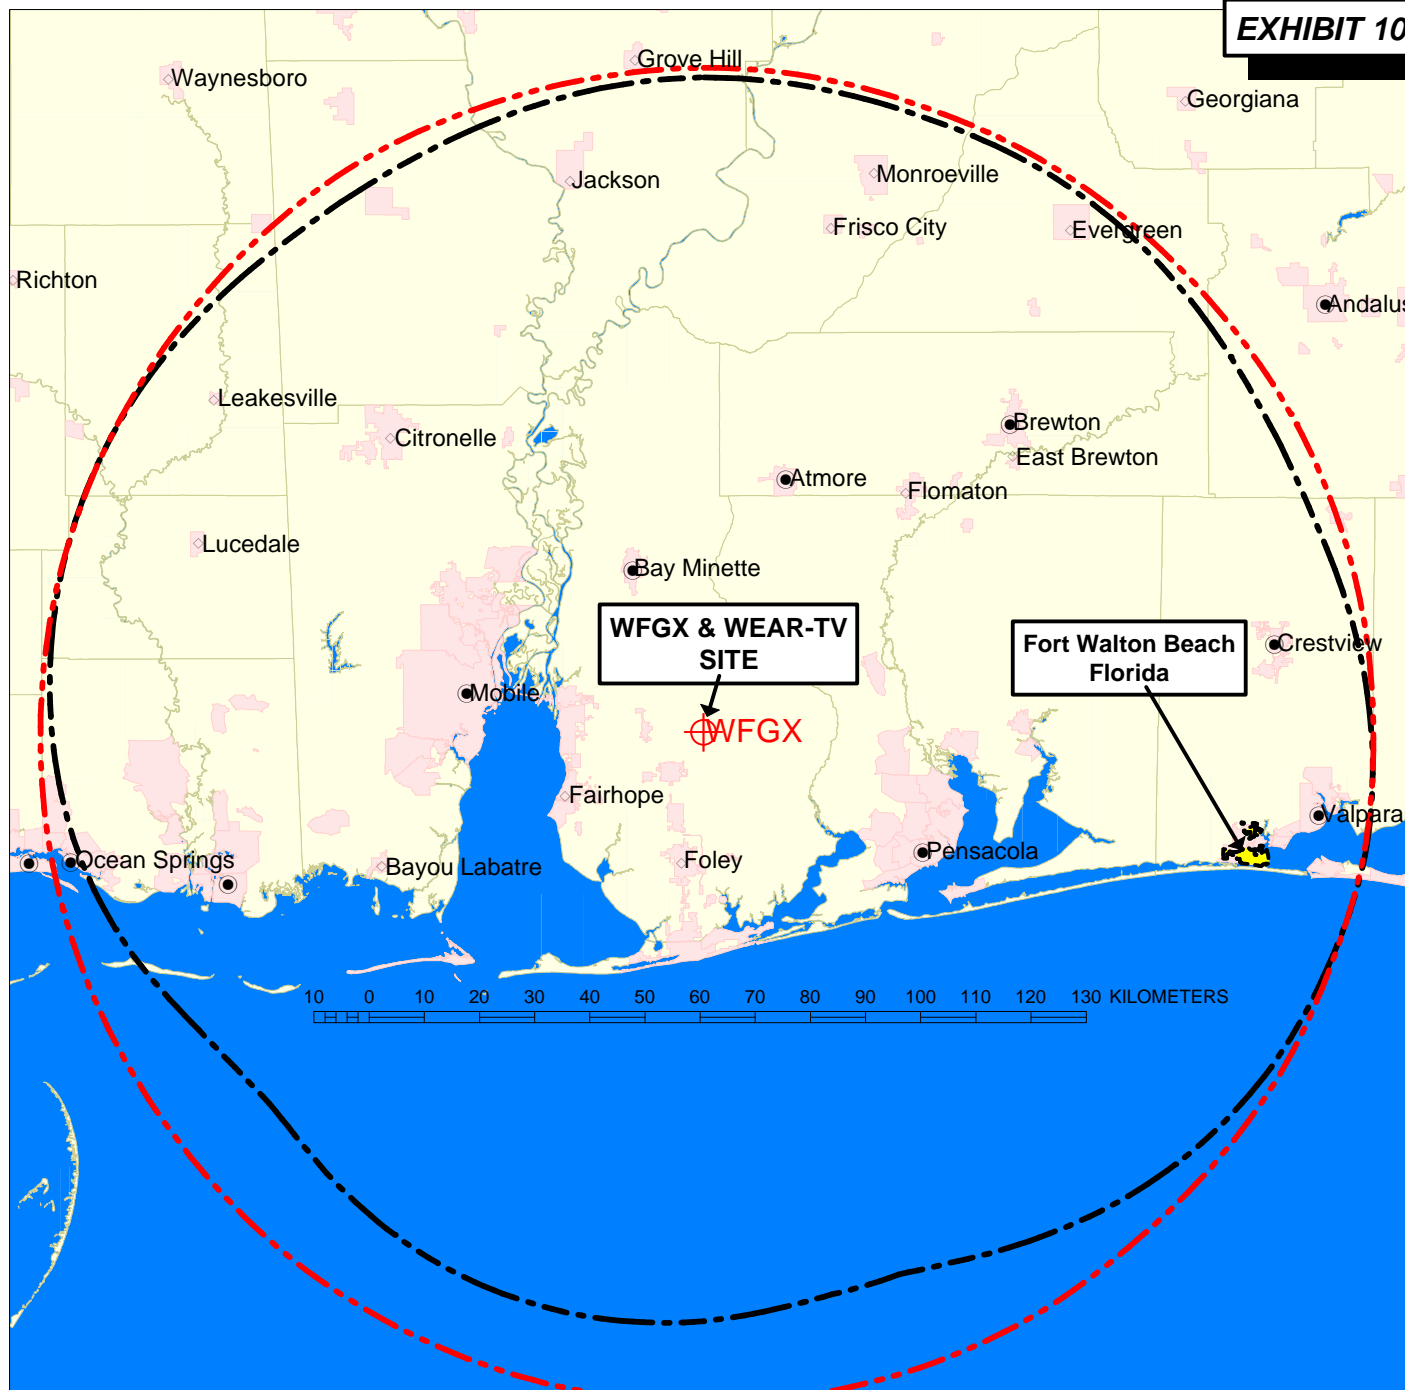 EXHIBIT 10
Grove Hill
Waynesboro
Georgiana
Jackson
Monroeville
Frisco City
Evergreen
Richton
Andalus
Leakesville
Brewton
Citronelle
East Brewton
Atmore
Flomaton
Lucedale
Bay Minette
WFGX & WEAR-TV
SITE
Fort Walton Beach
Florida
Crestview
Mobile
WFGX
Fairhope
Valpara
Ocean Springs
Bayou Labatre
Foley
Pensacola
10 0 10 20 30 40 50 60 70 80 90 100 110 120 130 KILOMETERS